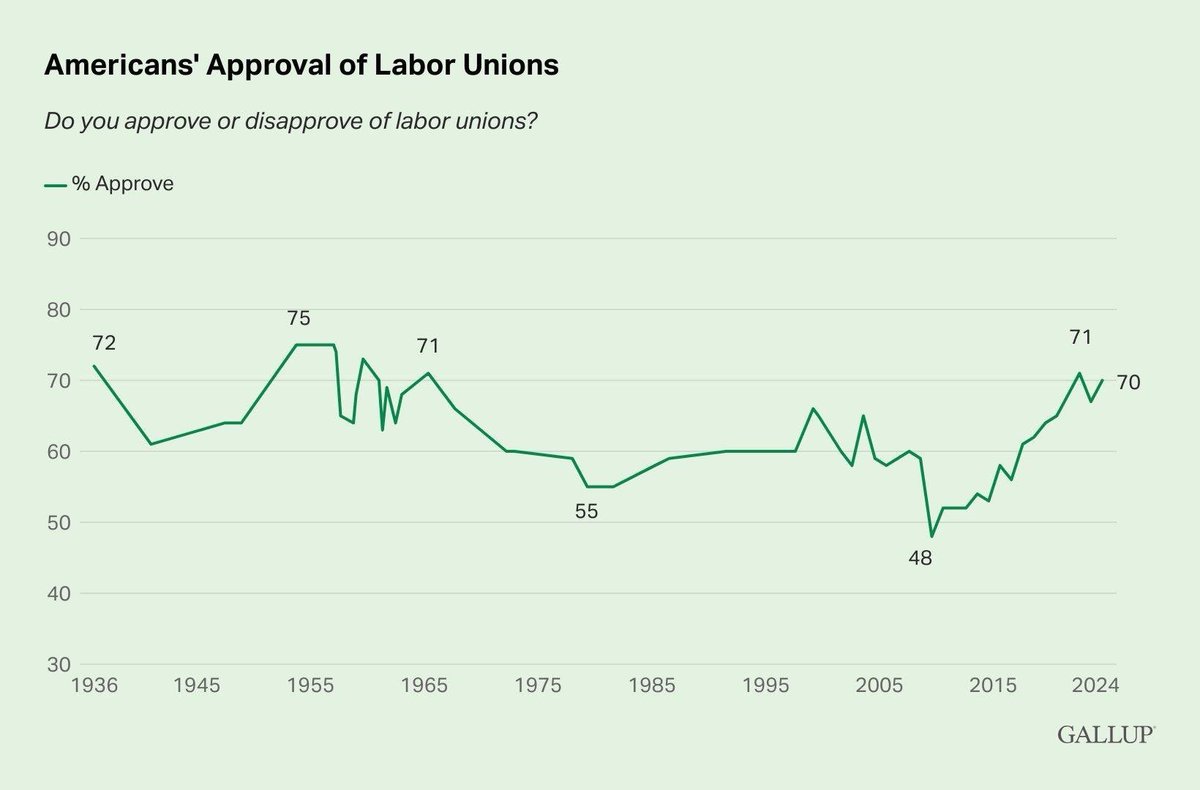 Americans' Approval of Labor Unions
Do you approve or disapprove of labor unions?
% Approve
90
80
75
72
71
71
70
70
60
55
50
48
40
30
1936 1945 1955 1965 1975 1985 1995 2005 2015 2024
GALLUP